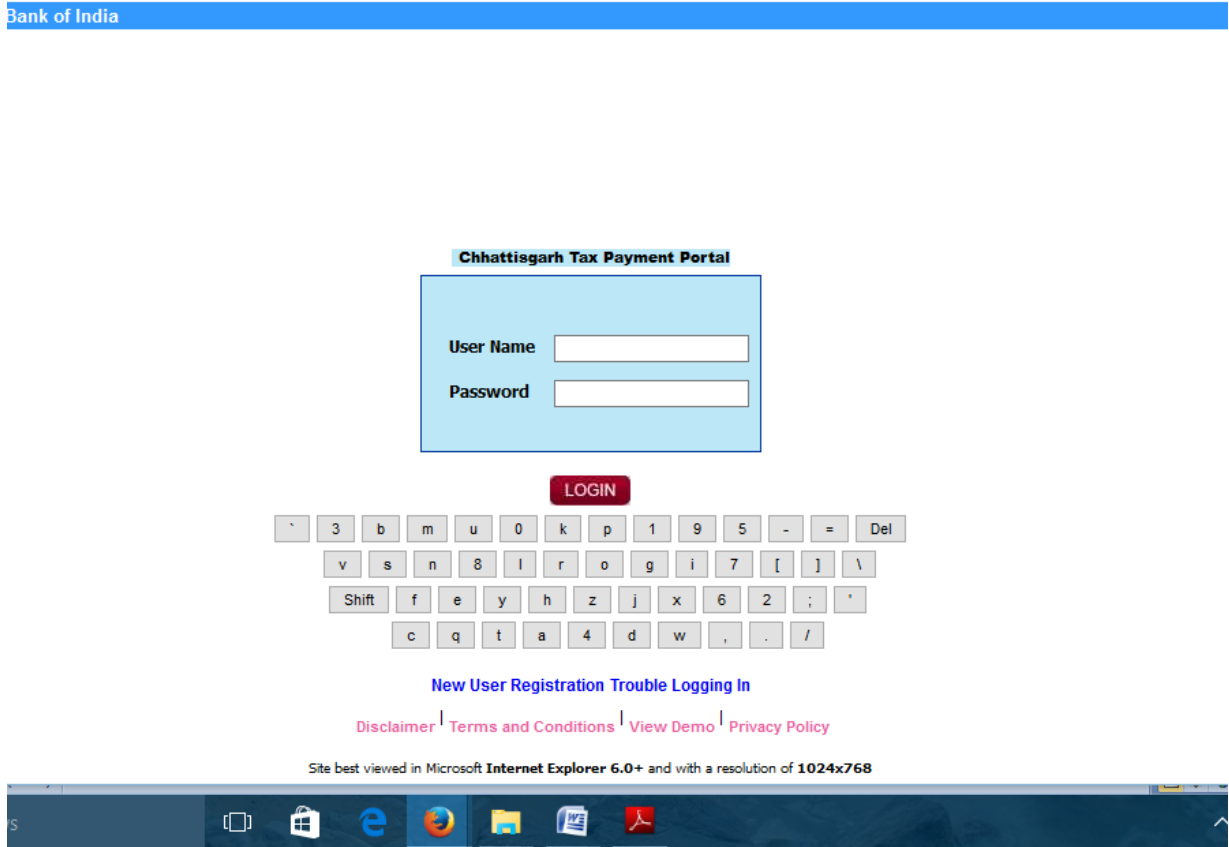 Bank of India
Chhattisgarh Tax Payment Portal
User Name
Password
LOGIN
` 3 b m u 0 k p 1 9 5 - = Del
v s n 8 l r o g i 7 [ ] \
Shift f e y h z j x 6 2 ; '
c q t a 4 d w , . /
New User Registration Trouble Logging In
Disclaimer | Terms and Conditions | View Demo | Privacy Policy
Site best viewed in Microsoft Internet Explorer 6.0+ and with a resolution of 1024x768